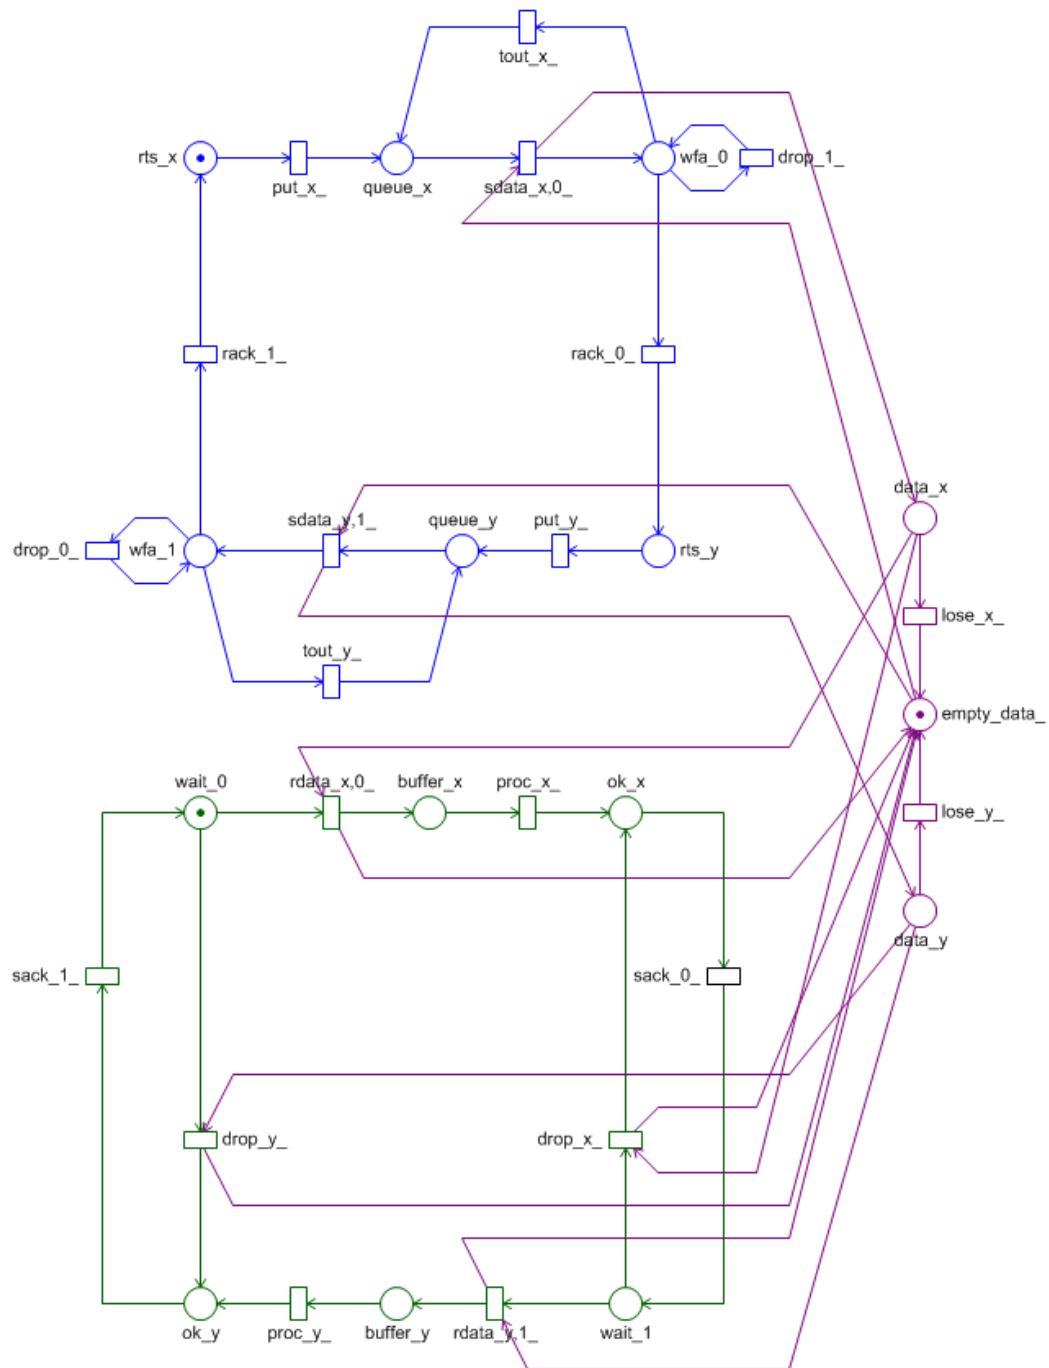 tout_x_
rts_x
put_x_
queue_x
sdata_x,0_
wfa_0
drop_1_
rack_1_
rack_0_
data_x
sdata_y,1_
queue_y
put_y_
drop_0_
wfa_1
rts_y
lose_x_
tout_y_
empty_data_
wait_0
rdata_x,0_
buffer_x
proc_x_
ok_x
lose_y_
data_y
sack_1_
sack_0_
drop_y_
drop_x_
ok_y
proc_y_
buffer_y
rdata_y,1_
wait_1